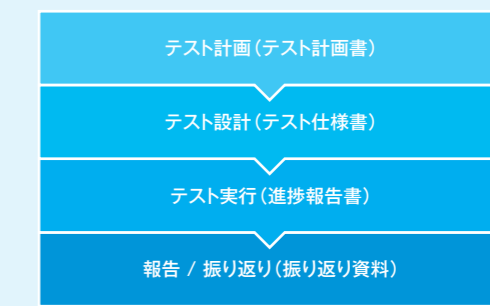 テスト計画（テスト計画書）
テスト設計（テスト仕様書）
テスト実行（進捗報告書）
報告 / 振り返り（振り返り資料）